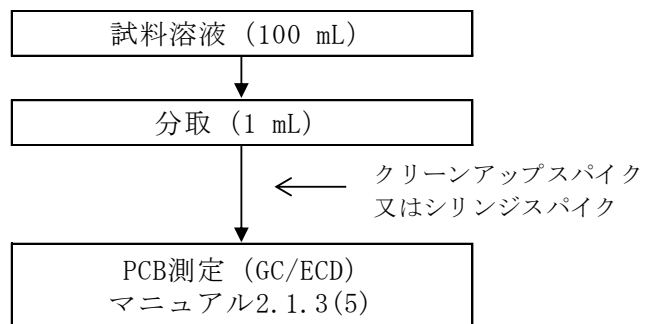 試料溶液 (100 mL)
分取 (1 mL)
クリーンアップスパイク
又はシリンジスパイク
PCB測定 (GC/ECD)
マニュアル2.1.3(5)